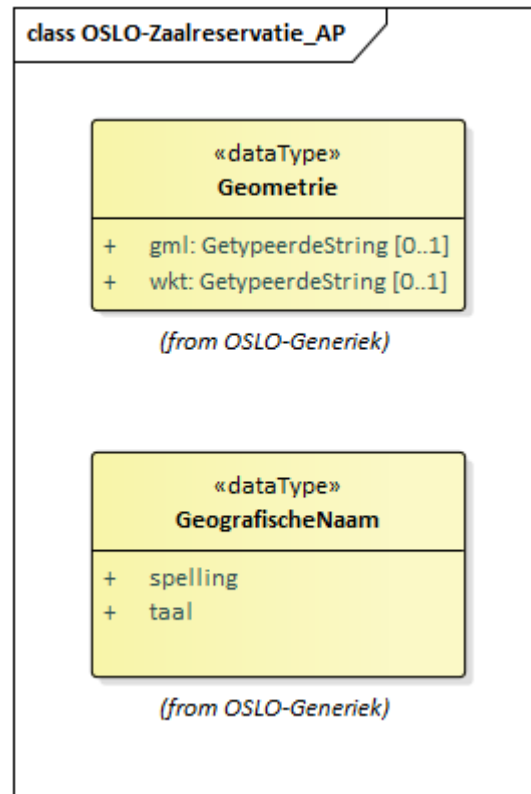 class OSLO-Zaalreservatie_AP
«dataType»
Geometrie
+ gml: GetypeerdeString [0..1]
+ wkt: GetypeerdeString [0..1]
(from OSLO-Generiek)
«dataType»
GeografischeNaam
+ spelling
+ taal
(from OSLO-Generiek)